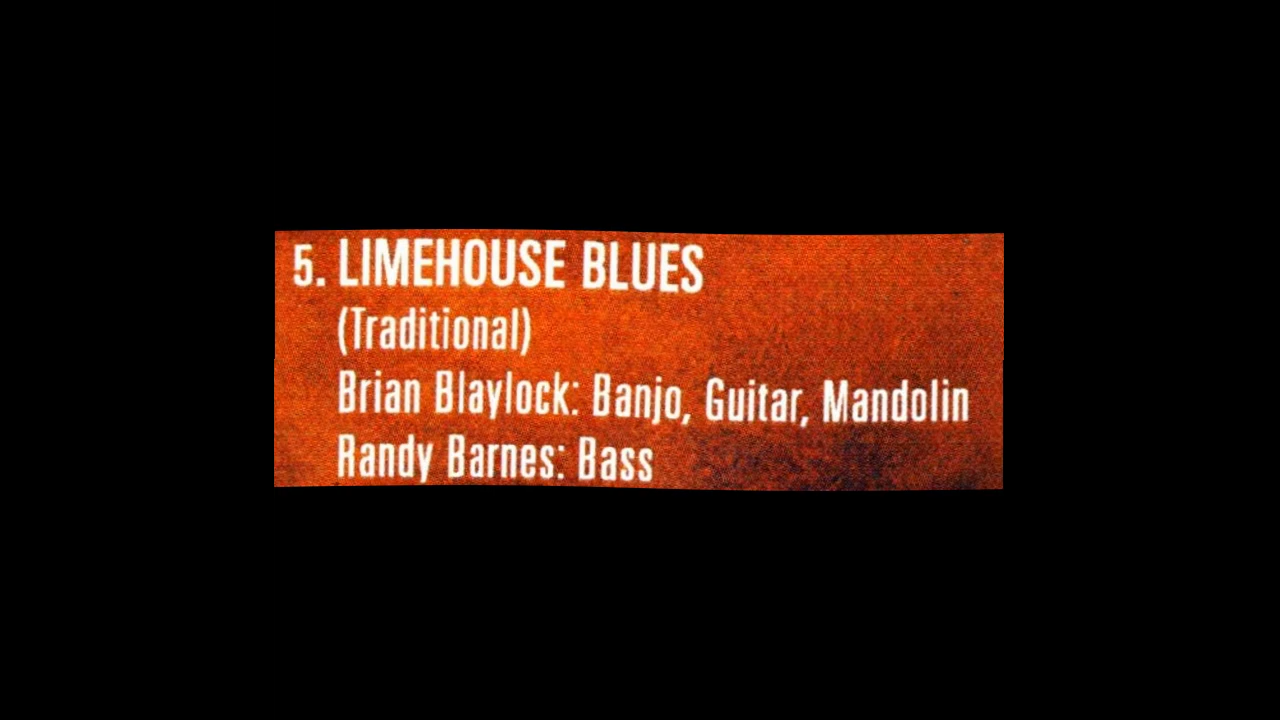 5. LIMEHOUSE BLUES
(Traditional)
Brian Blaylock: Banjo, Guitar, Mandolin
Randy Barnes: Bass